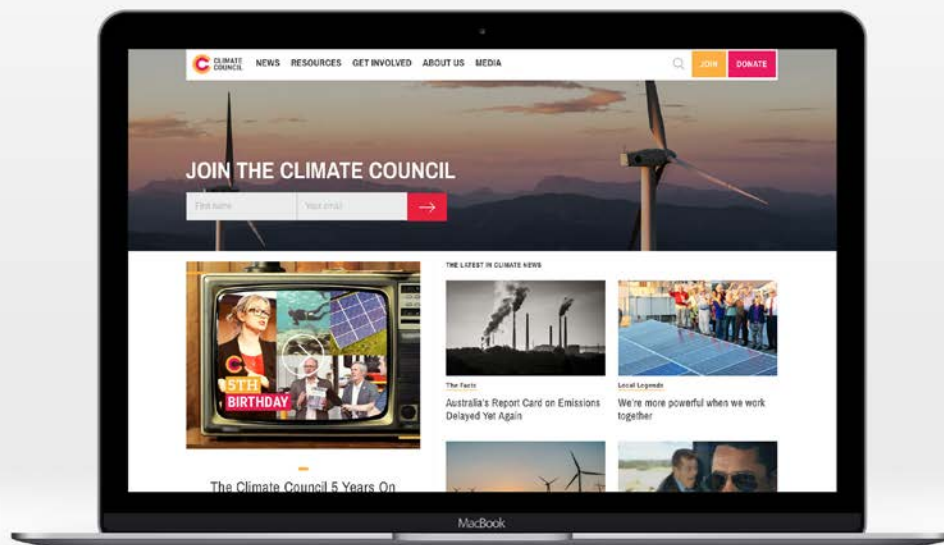 CLIMATE
COUNCIL
NEWS RESOURCES GET INVOLVED ABOUT US MEDIA
JOIN
DONATE
JOIN THE CLIMATE COUNCIL
First name
Your email
5TH
BIRTHDAY
The Climate Council 5 Years On
THE LATEST IN CLIMATE NEWS
The Facts
Australia's Report Card on Emissions
Delayed Yet Again
Local Legends
We're more powerful when we work
together
MacBook